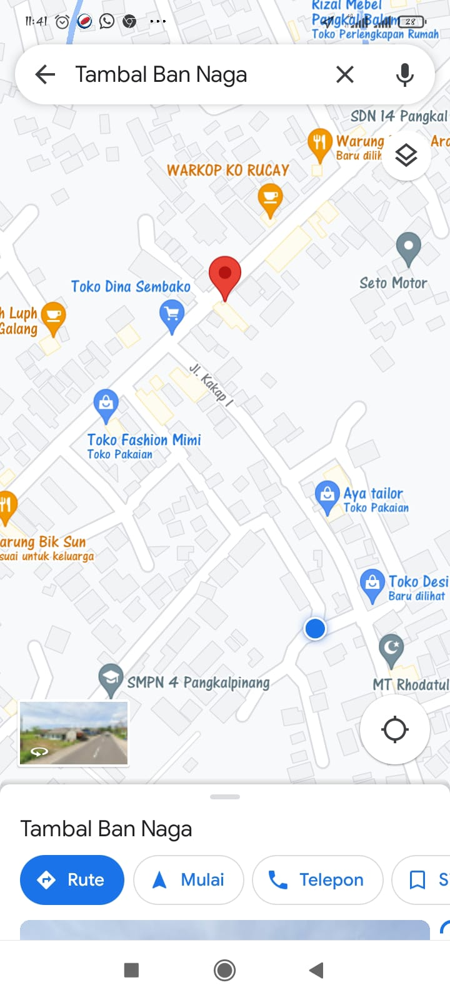 11:41
28
Rizal Mebel
Pangkal Balam
Toko Perlengkapan Rumah
Tambal Ban Naga
SDN 14 Pangkal
Warung
Baru dilih
WARKOP KO RUCAY
Seto Motor
Toko Dina Sembako
h Luph
Galang
Jl. Kakap I
Toko Fashion Mimi
Toko Pakaian
Aya tailor
Toko Pakaian
arung Bik Sun
suai untuk keluarga
Toko Desi
Baru dilihat
SMPN 4 Pangkalpinang
MT Rhodatul
Tambal Ban Naga
Rute
Mulai
Telepon
S